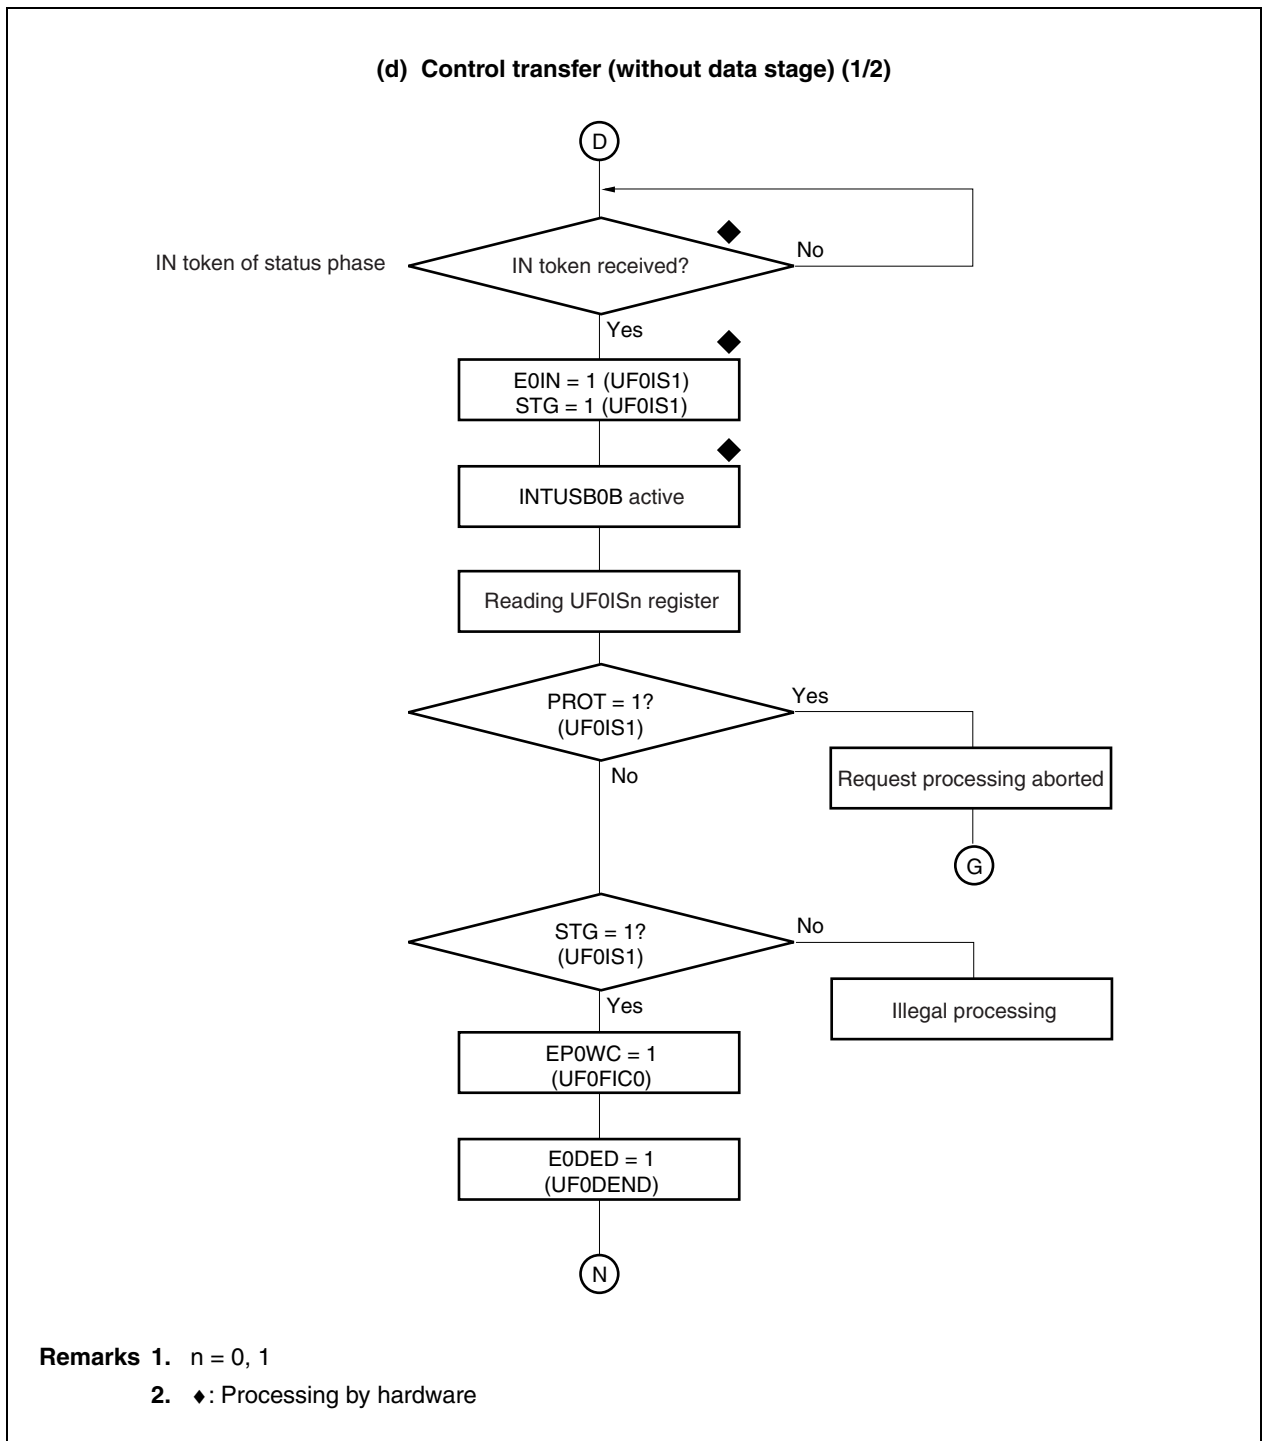 (d) Control transfer (without data stage) (1/2)
D
IN token of status phase
IN token received?
No
Yes
E0IN = 1 (UF0IS1)
STG = 1 (UF0IS1)
INTUSB0B active
Reading UF0ISn register
PROT = 1?
(UF0IS1)
Yes
No
Request processing aborted
G
STG = 1?
(UF0IS1)
No
Yes
Illegal processing
EP0WC = 1
(UF0FIC0)
E0DED = 1
(UF0DEND)
N
Remarks 1. n = 0, 1
2. ♦: Processing by hardware